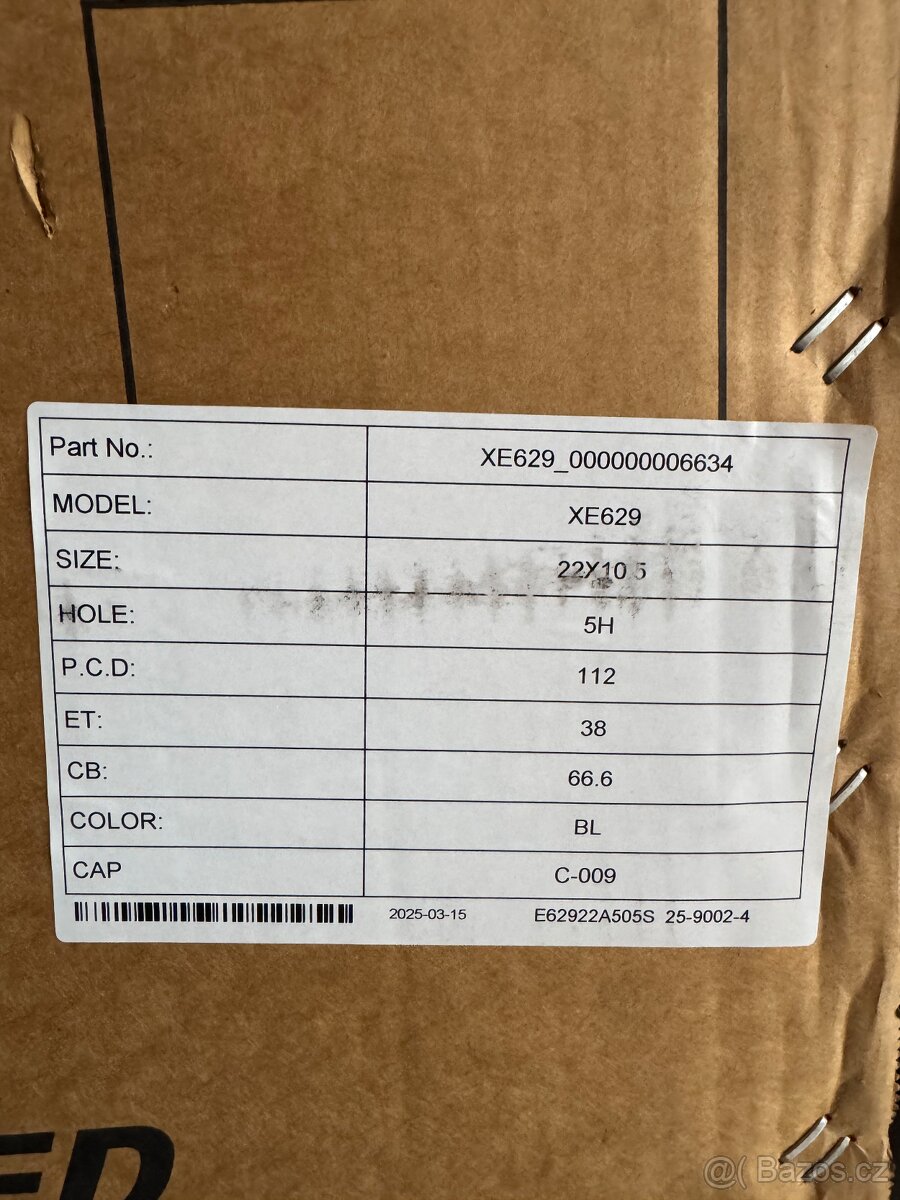 Part No.: XE629_000000006634
MODEL: XE629
SIZE: 22X10.5
HOLE: 5H
P.C.D: 112
ET: 38
CB: 66.6
COLOR: BL
CAP C-009
2025-03-15 E62922A505S 25-9002-4
ED
@( Bazos.cz